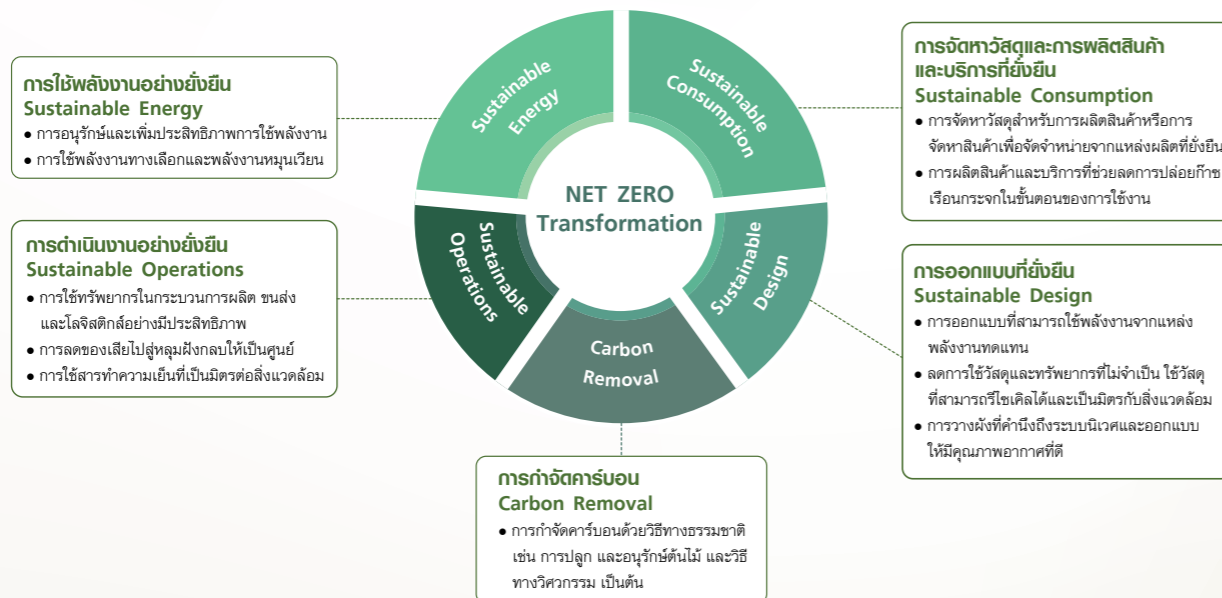 การใช้พลังงานอย่างยั่งยืน
Sustainable Energy
● การอนุรักษ์และเพิ่มประสิทธิภาพการใช้พลังงาน
● การใช้พลังงานทางเลือกและพลังงานหมุนเวียน
การดำเนินงานอย่างยั่งยืน
Sustainable Operations
● การใช้ทรัพยากรในกระบวนการผลิต ขนส่ง
และโลจิสติกส์อย่างมีประสิทธิภาพ
● การลดของเสียไปสู่หลุมฝังกลบให้เป็นศูนย์
● การใช้สารทำความเย็นที่เป็นมิตรต่อสิ่งแวดล้อม
Sustainable
Energy
Sustainable
Consumption
NET ZERO
Transformation
Sustainable
Operations
Sustainable
Design
Carbon
Removal
การจัดหาวัสดุและการผลิตสินค้า
และบริการที่ยั่งยืน
Sustainable Consumption
● การจัดหาวัสดุสำหรับการผลิตสินค้าหรือการ
จัดหาสินค้าเพื่อจัดจำหน่ายจากแหล่งผลิตที่ยั่งยืน
● การผลิตสินค้าและบริการที่ช่วยลดการปล่อยก๊าซ
เรือนกระจกในขั้นตอนของการใช้งาน
การออกแบบที่ยั่งยืน
Sustainable Design
● การออกแบบที่สามารถใช้พลังงานจากแหล่ง
พลังงานทดแทน
● ลดการใช้วัสดุและทรัพยากรที่ไม่จำเป็น ใช้วัสดุ
ที่สามารถรีไซเคิลได้และเป็นมิตรกับสิ่งแวดล้อม
● การวางผังที่คำนึงถึงระบบนิเวศและออกแบบ
ให้มีคุณภาพอากาศที่ดี
การกำจัดคาร์บอน
Carbon Removal
● การกำจัดคาร์บอนด้วยวิธีทางธรรมชาติ
เช่น การปลูก และอนุรักษ์ต้นไม้ และวิธี
ทางวิศวกรรม เป็นต้น